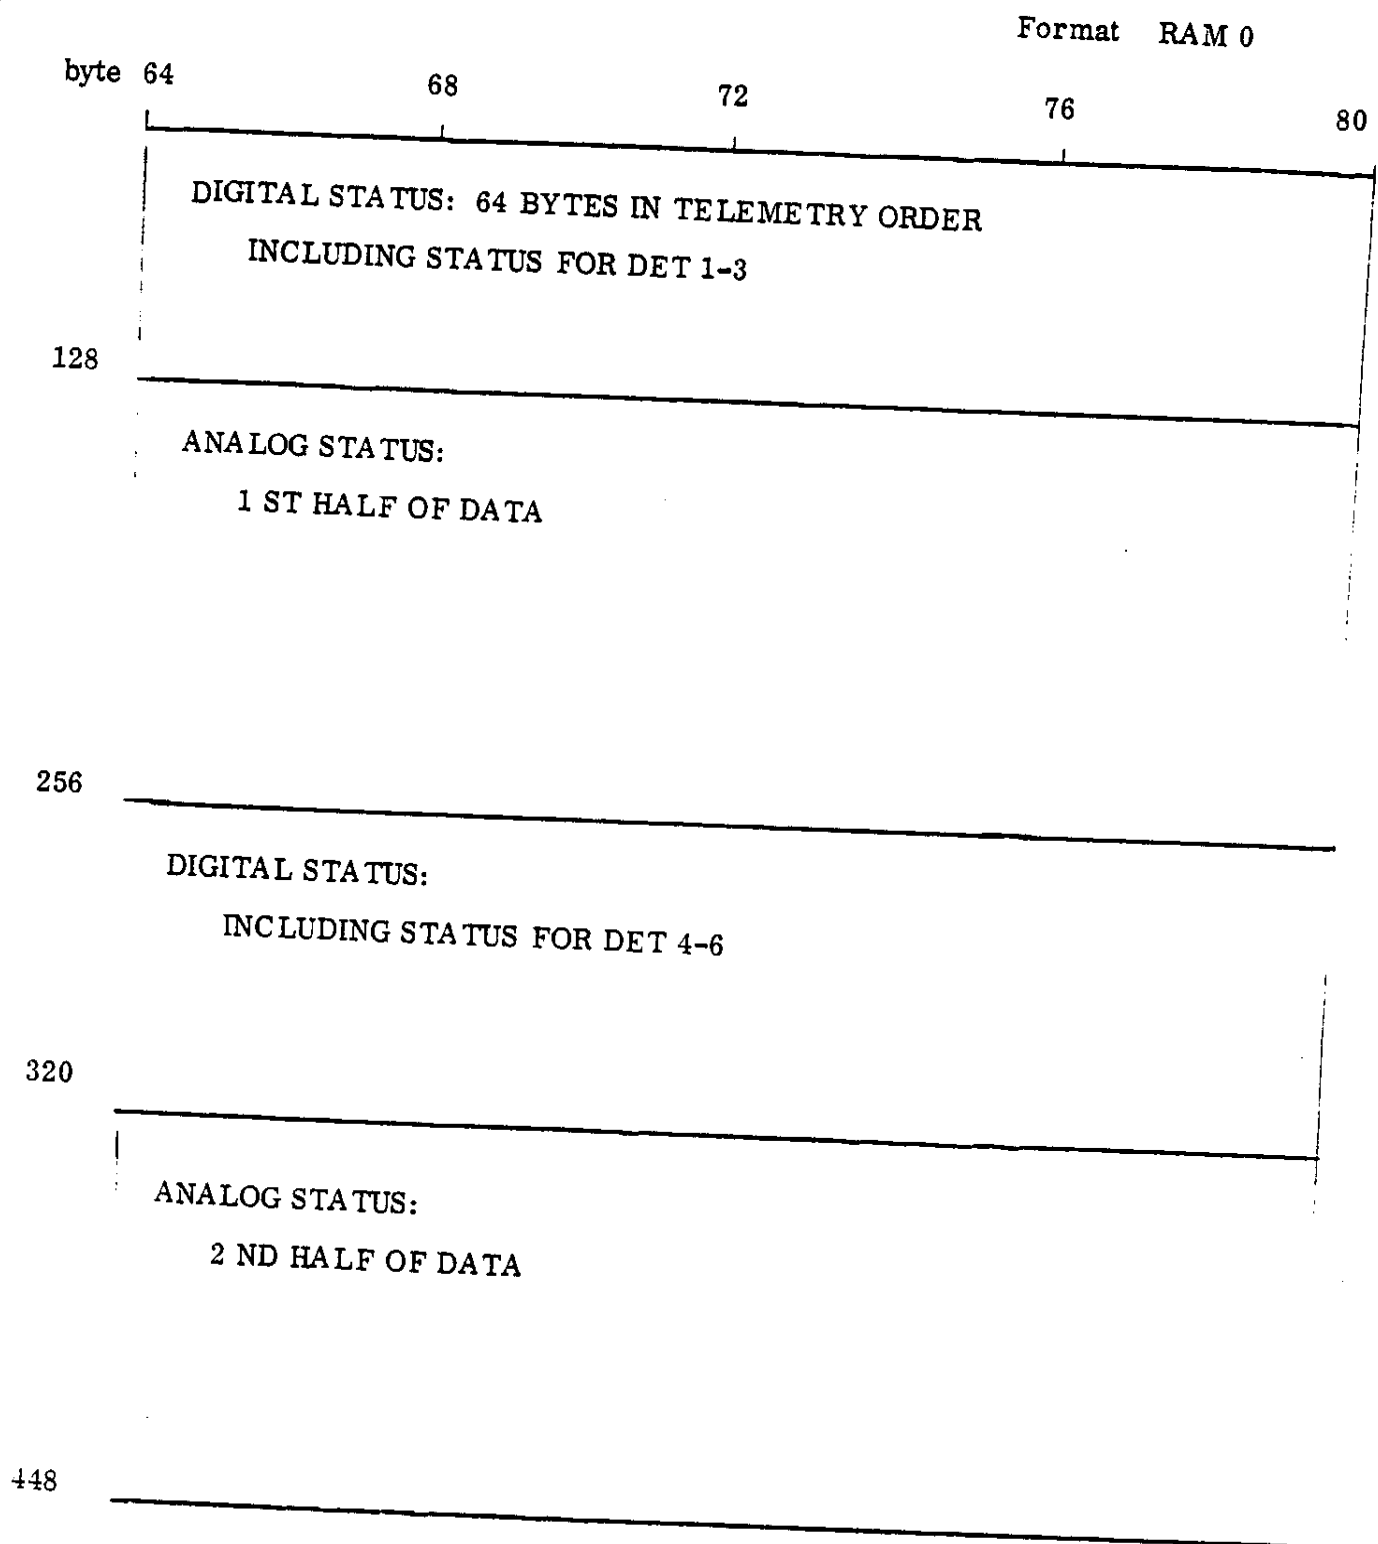 Format RAM 0
byte 64 68 72 76 80
DIGITAL STATUS: 64 BYTES IN TELEMETRY ORDER
INCLUDING STATUS FOR DET 1-3
128
ANALOG STATUS:
1 ST HALF OF DATA
256
DIGITAL STATUS:
INCLUDING STATUS FOR DET 4-6
320
ANALOG STATUS:
2 ND HALF OF DATA
448